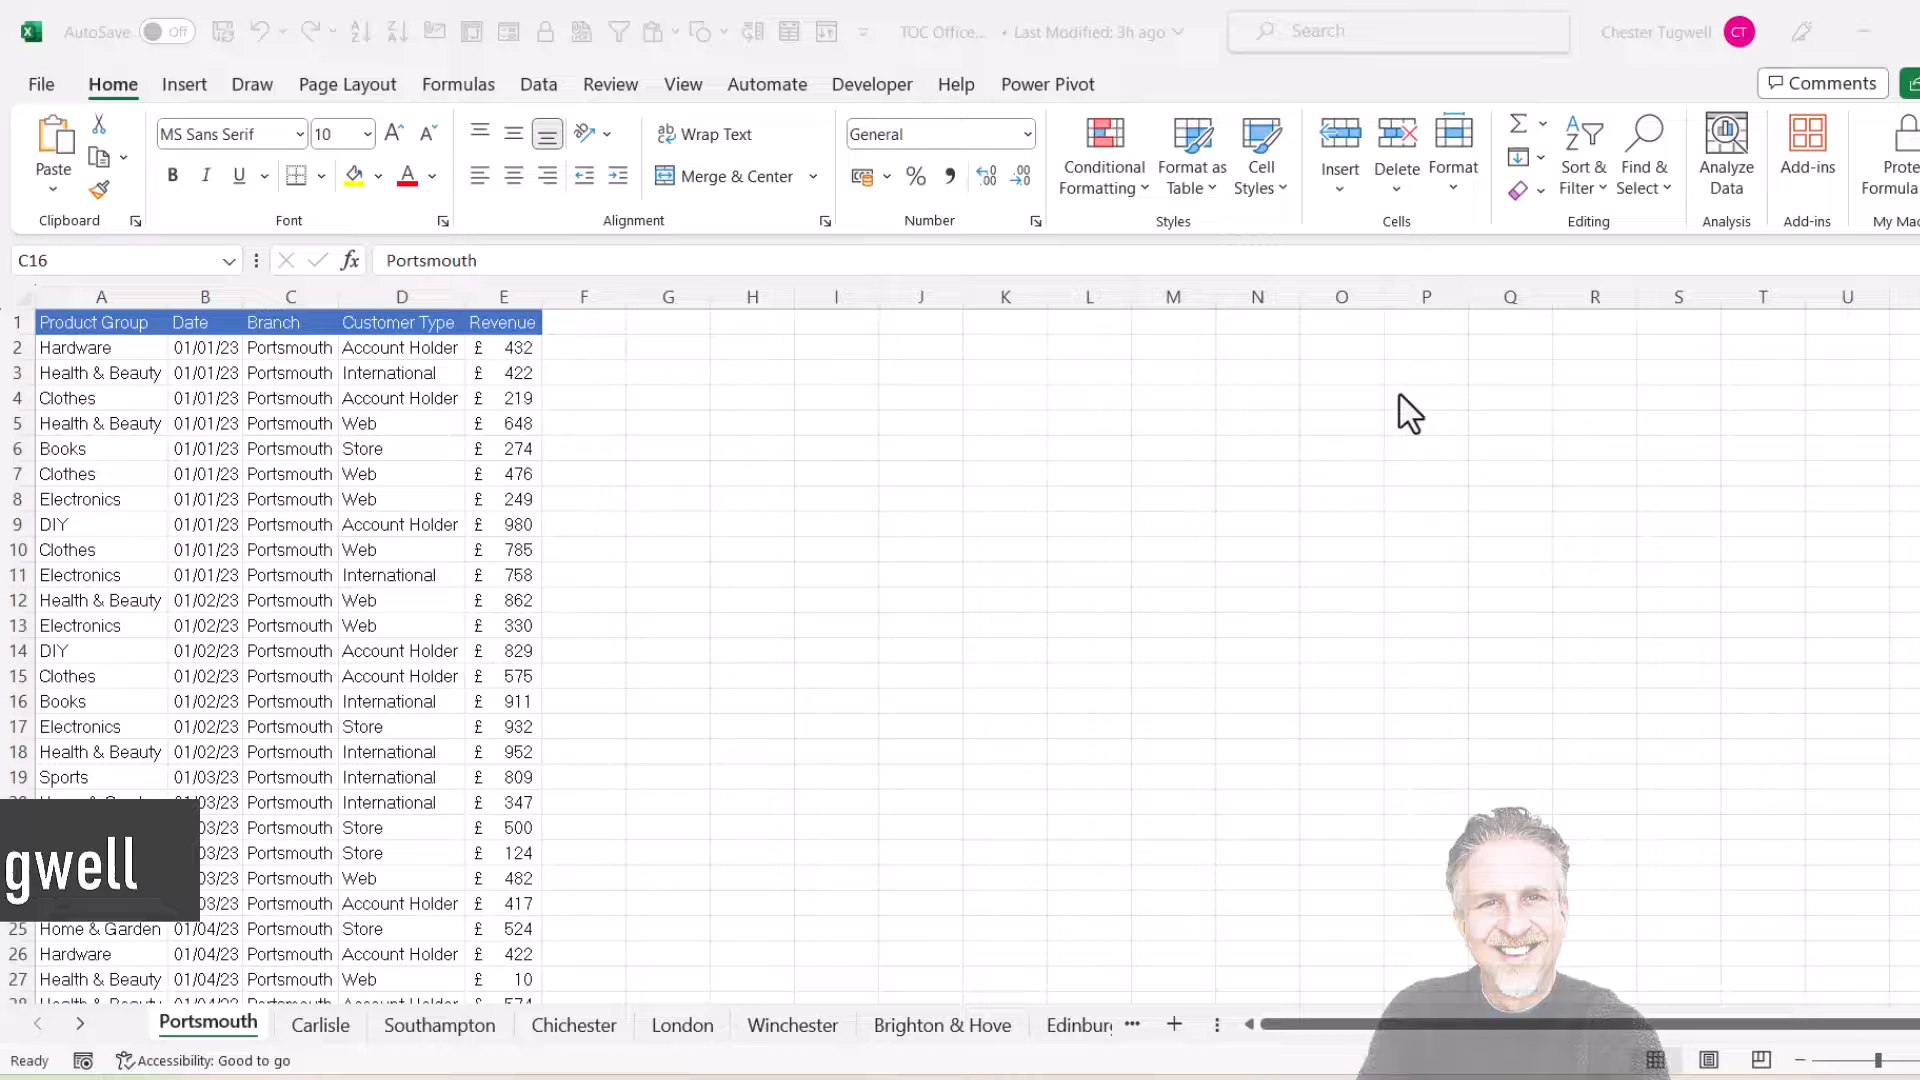 AutoSave Off TOC Office... • Last Modified: 3h ago Search Chester Tugwell CT
File Home Insert Draw Page Layout Formulas Data Review View Automate Developer Help Power Pivot Comments
Paste MS Sans Serif 10 Wrap Text General Conditional Formatting Format as Table Cell Styles Insert Delete Format Sort & Filter Find & Select Analyze Data Add-ins
B I U Merge & Center %
Clipboard Font Alignment Number Styles Cells Editing Analysis Add-ins
C16 fx Portsmouth
A B C D E F G H I J K L M N O P Q R S T U
1 Product Group Date Branch Customer Type Revenue
2 Hardware 01/01/23 Portsmouth Account Holder £ 432
3 Health & Beauty 01/01/23 Portsmouth International £ 422
4 Clothes 01/01/23 Portsmouth Account Holder £ 219
5 Health & Beauty 01/01/23 Portsmouth Web £ 648
6 Books 01/01/23 Portsmouth Store £ 274
7 Clothes 01/01/23 Portsmouth Web £ 476
8 Electronics 01/01/23 Portsmouth Web £ 249
9 DIY 01/01/23 Portsmouth Account Holder £ 980
10 Clothes 01/01/23 Portsmouth Web £ 785
11 Electronics 01/01/23 Portsmouth International £ 758
12 Health & Beauty 01/02/23 Portsmouth Web £ 862
13 Electronics 01/02/23 Portsmouth Web £ 330
14 DIY 01/02/23 Portsmouth Account Holder £ 829
15 Clothes 01/02/23 Portsmouth Account Holder £ 575
16 Books 01/02/23 Portsmouth International £ 911
17 Electronics 01/02/23 Portsmouth Store £ 932
18 Health & Beauty 01/02/23 Portsmouth International £ 952
19 Sports 01/03/23 Portsmouth International £ 809
03/23 Portsmouth International £ 347
03/23 Portsmouth Store £ 500
03/23 Portsmouth Store £ 124
gwell
03/23 Portsmouth Web £ 482
03/23 Portsmouth Account Holder £ 417
25 Home & Garden 01/04/23 Portsmouth Store £ 524
26 Hardware 01/04/23 Portsmouth Account Holder £ 422
27 Health & Beauty 01/04/23 Portsmouth Web £ 10
28 Health & Beauty 01/04/23 Portsmouth Account Holder £ 574
Portsmouth Carlisle Southampton Chichester London Winchester Brighton & Hove Edinbur
Ready Accessibility: Good to go